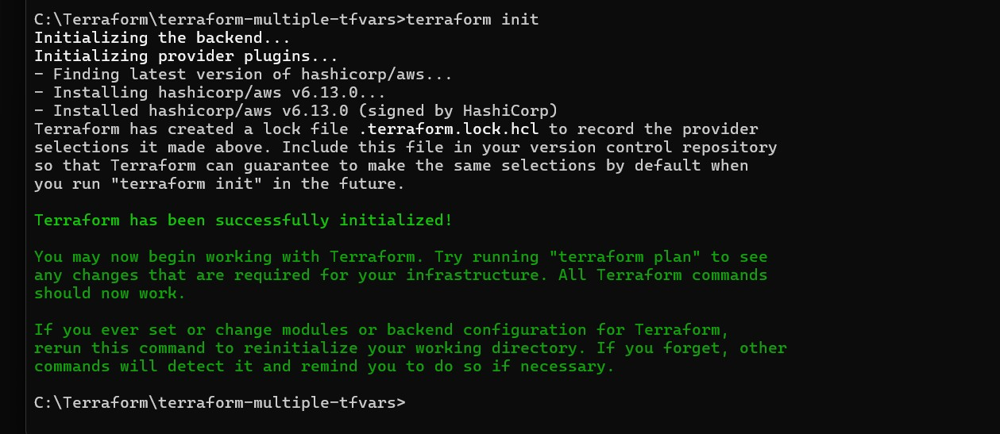 C:\Terraform\terraform-multiple-tfvars>terraform init
Initializing the backend...
Initializing provider plugins...
- Finding latest version of hashicorp/aws...
- Installing hashicorp/aws v6.13.0...
- Installed hashicorp/aws v6.13.0 (signed by HashiCorp)
Terraform has created a lock file .terraform.lock.hcl to record the provider
selections it made above. Include this file in your version control repository
so that Terraform can guarantee to make the same selections by default when
you run "terraform init" in the future.
Terraform has been successfully initialized!
You may now begin working with Terraform. Try running "terraform plan" to see
any changes that are required for your infrastructure. All Terraform commands
should now work.
If you ever set or change modules or backend configuration for Terraform,
rerun this command to reinitialize your working directory. If you forget, other
commands will detect it and remind you to do so if necessary.
C:\Terraform\terraform-multiple-tfvars>